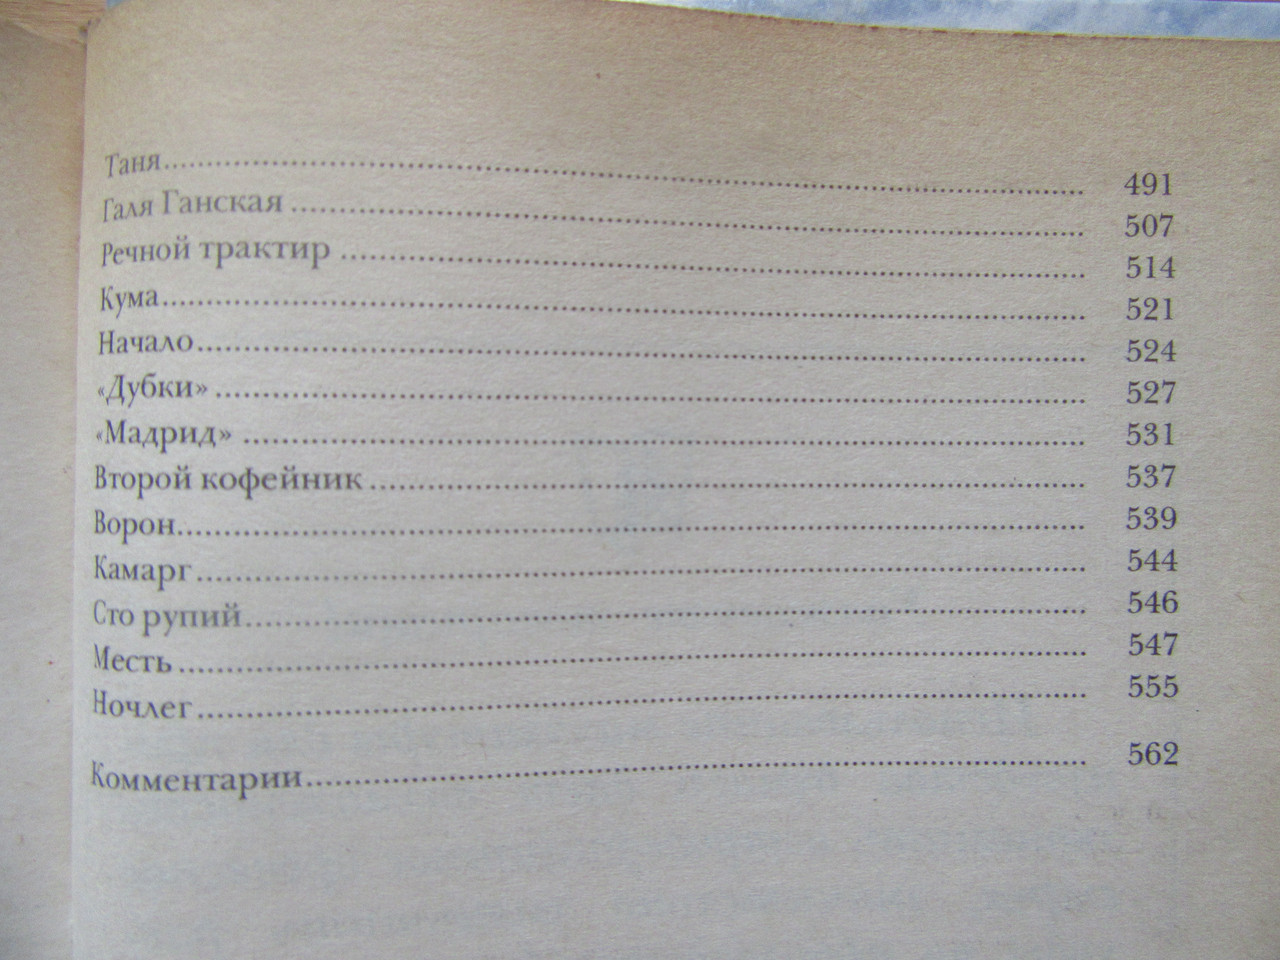 Таня 491
Галя Ганская 507
Речной трактир 514
Кума 521
Начало 524
«Дубки» 527
«Мадрид» 531
Второй кофейник 537
Ворон 539
Камарг 544
Сто рупий 546
Месть 547
Ночлег 555
Комментарии 562